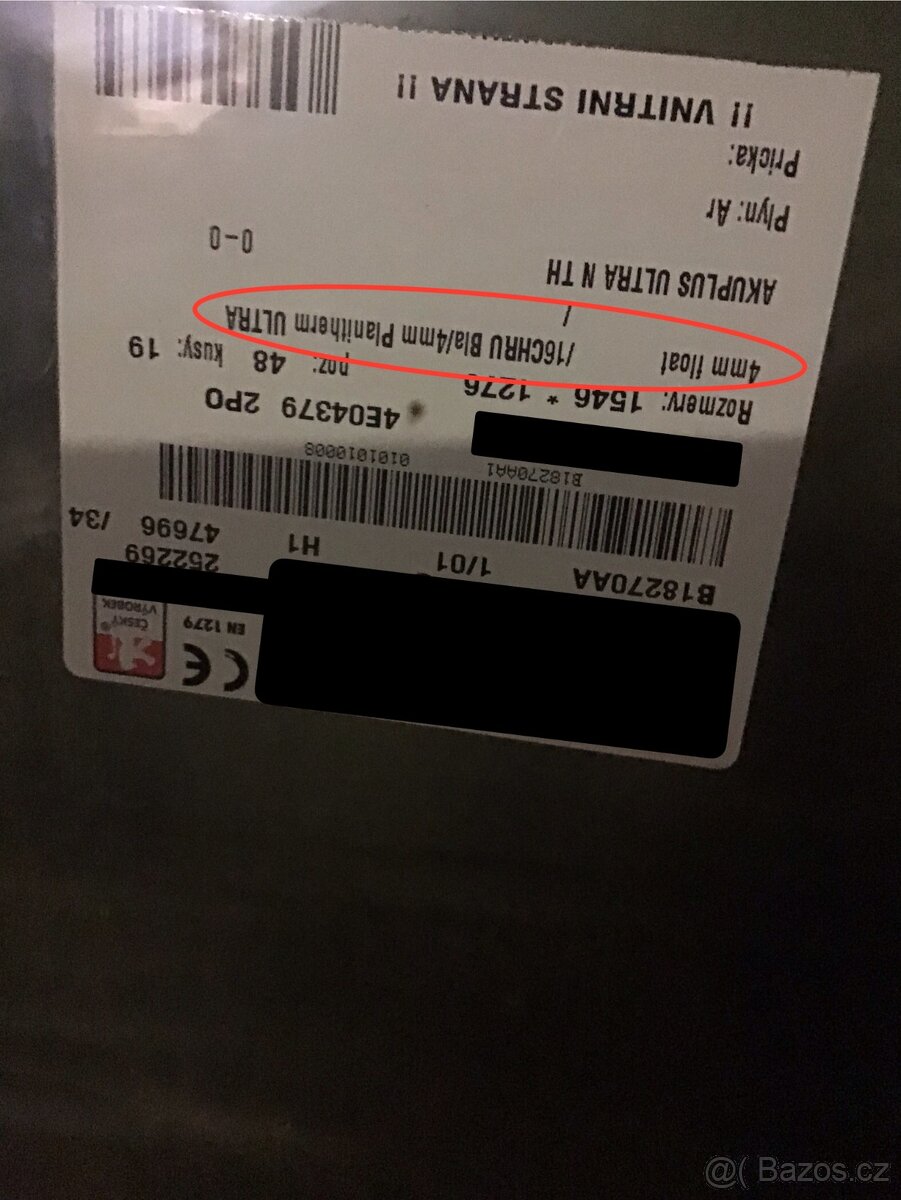 CE
EN 1279
ČESKÝ
VÝROBEK
B18270AA 1/01 H1 252269
47696 /34
B18270AA1 0101010008
4E04379 2PO
Rozmery: 1546 * 1276 poz: 48 kusy: 19
4mm float /16CHRU Bla/4mm Planitherm ULTRA
/
AKUPLUS ULTRA N TH 0-0
Plyn: Ar
Pricka:
!! VNITRNI STRANA !!
@( Bazos.cz